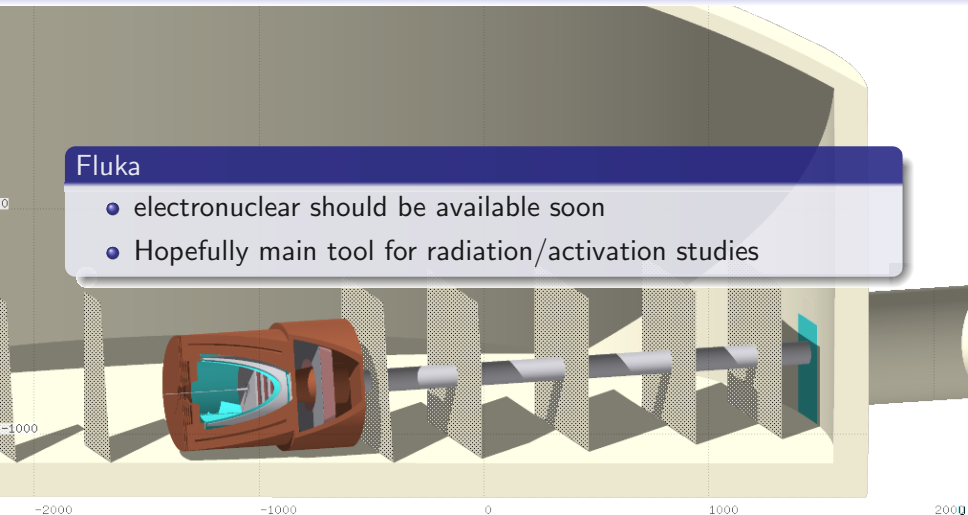 Fluka
electronuclear should be available soon
Hopefully main tool for radiation/activation studies
0
-1000
-2000
-1000
0
1000
2000